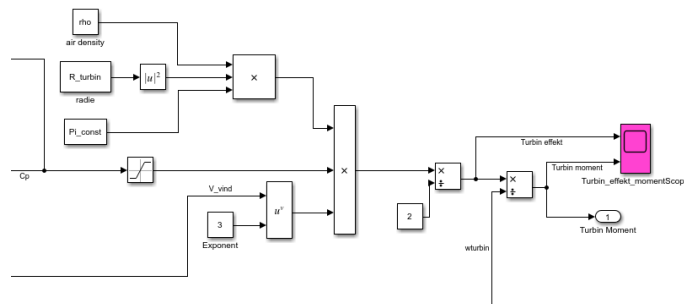 rho
air density
R_turbin
|u|²
radie
×
Pi_const
Cp
V_vind
3
Exponent
uᵛ
×
×
÷
2
Turbin effekt
×
÷
Turbin moment
Turbin_effekt_momentScop
1
Turbin Moment
wturbin